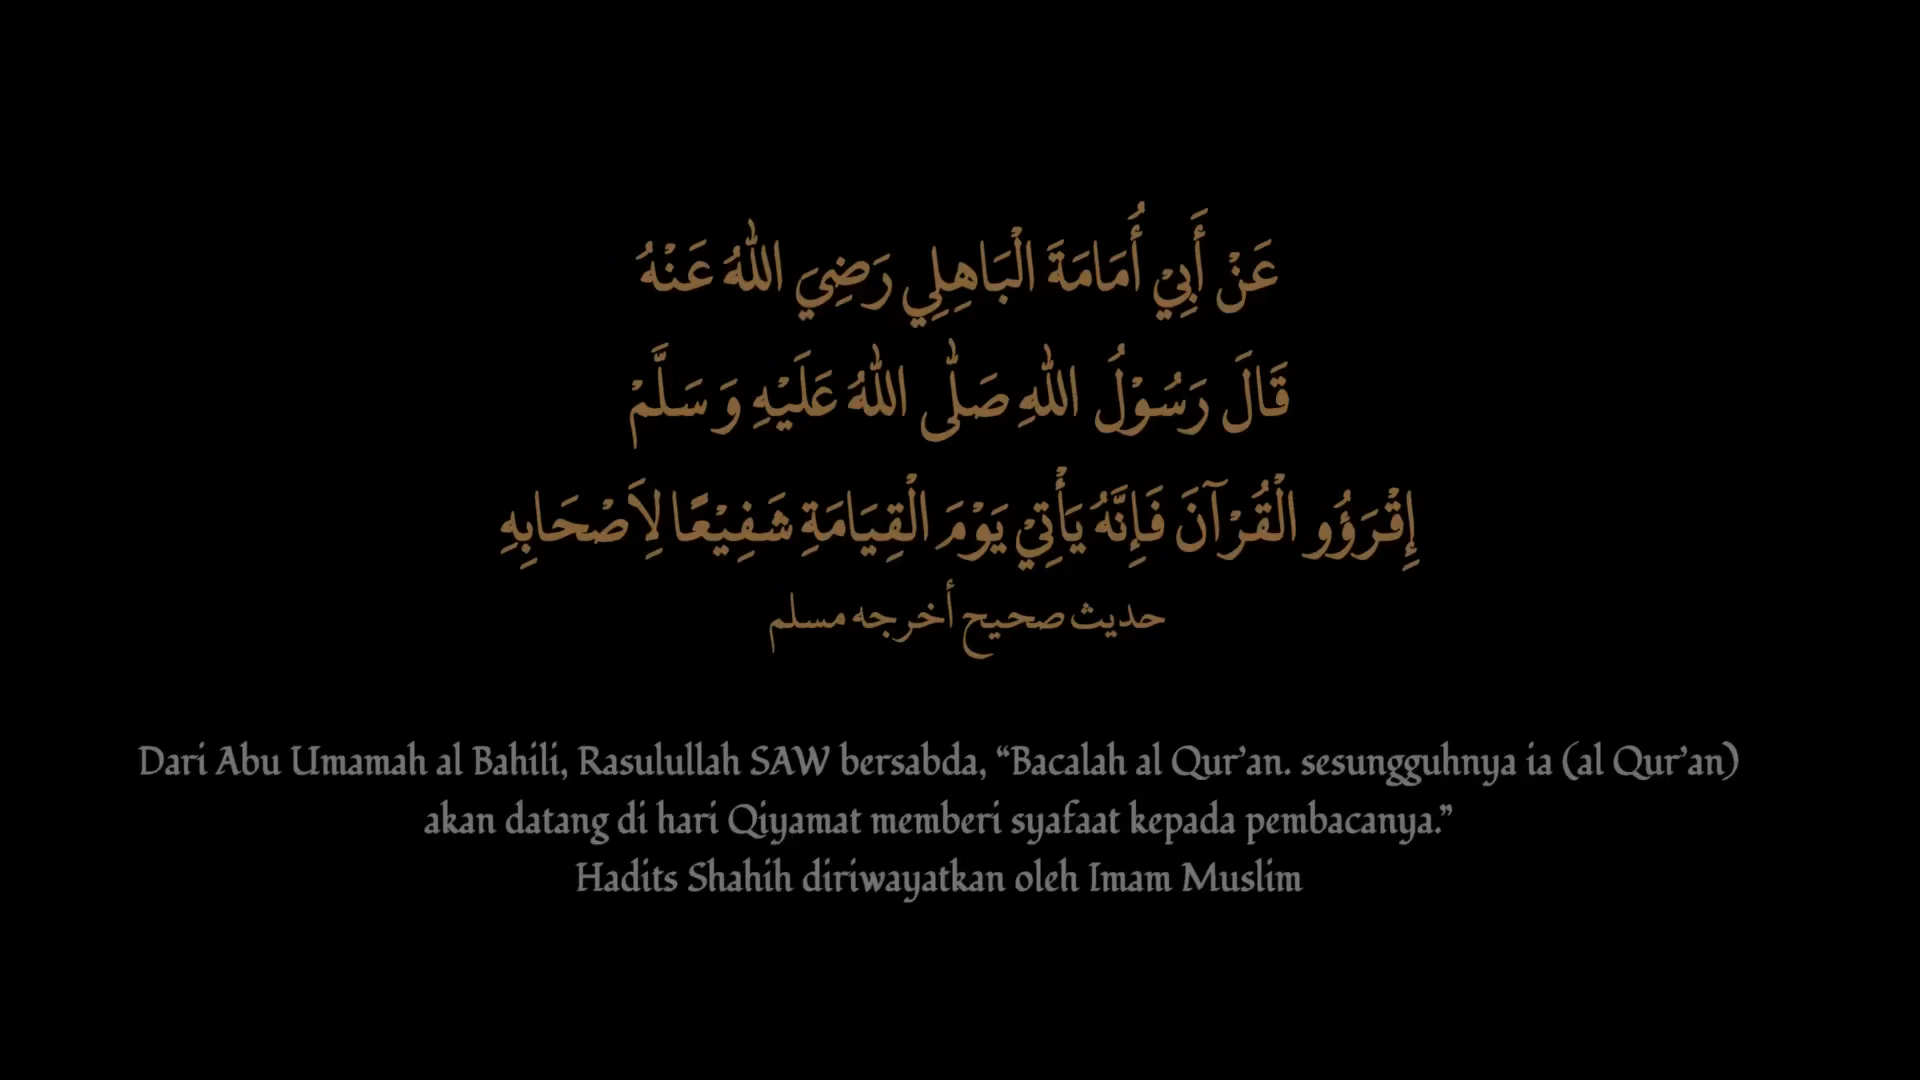 عَنْ أَبِيْ أُمَامَةَ الْبَاهِلِي رَضِيَ اللهُ عَنْهُ
قَالَ رَسُوْلُ اللهِ صَلَّى اللهُ عَلَيْهِ وَ سَلَّمْ
إِقْرَؤُو الْقُرْآنَ فَإِنَّهُ يَأْتِيْ يَوْمَ الْقِيَامَةِ شَفِيْعًا لِاَصْحَابِهِ
حديث صحيح أخرجه مسلم
Dari Abu Umamah al Bahili, Rasulullah SAW bersabda, “Bacalah al Qur’an. sesungguhnya ia (al Qur’an)
akan datang di hari Qiyamat memberi syafaat kepada pembacanya.”
Hadits Shahih diriwayatkan oleh Imam Muslim